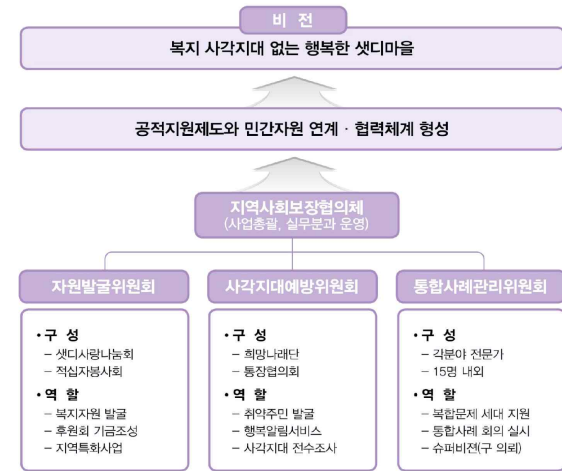 비 전
복지 사각지대 없는 행복한 샛디마을
공적지원제도와 민간자원 연계 · 협력체계 형성
지역사회보장협의체
(사업총괄, 실무분과 운영)
자원발굴위원회
• 구 성
– 샛디사랑나눔회
– 적십자봉사회
• 역 할
– 복지자원 발굴
– 후원회 기금조성
– 지역특화사업
사각지대예방위원회
• 구 성
– 희망나래단
– 통장협의회
• 역 할
– 취약주민 발굴
– 행복알림서비스
– 사각지대 전수조사
통합사례관리위원회
• 구 성
– 각분야 전문가
– 15명 내외
• 역 할
– 복합문제 세대 지원
– 통합사례 회의 실시
– 슈퍼비젼(구 의뢰)